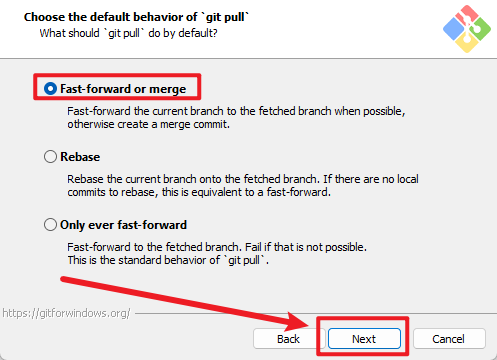 Choose the default behavior of `git pull`
What should `git pull` do by default?
Fast-forward or merge
Fast-forward the current branch to the fetched branch when possible,
otherwise create a merge commit.
Rebase
Rebase the current branch onto the fetched branch. If there are no local
commits to rebase, this is equivalent to a fast-forward.
Only ever fast-forward
Fast-forward to the fetched branch. Fail if that is not possible.
This is the standard behavior of `git pull`.
https://gitforwindows.org/
Back Next Cancel